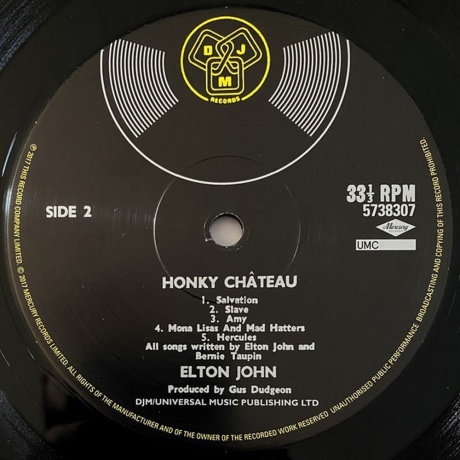 D J
M
RECORDS
SIDE 2
33⅓ RPM
5738307
Mercury
UMC
HONKY CHÂTEAU
1. Salvation
2. Slave
3. Amy
4. Mona Lisas And Mad Hatters
5. Hercules
All songs written by Elton John and
Bernie Taupin
ELTON JOHN
Produced by Gus Dudgeon
DJM/UNIVERSAL MUSIC PUBLISHING LTD
℗ 2017 THIS RECORD COMPANY LIMITED. © 2017 MERCURY RECORDS LIMITED. ALL RIGHTS OF THE MANUFACTURER AND OF THE OWNER OF THE RECORDED WORK RESERVED. UNAUTHORISED PUBLIC PERFORMANCE, BROADCASTING AND COPYING OF THIS RECORD PROHIBITED.